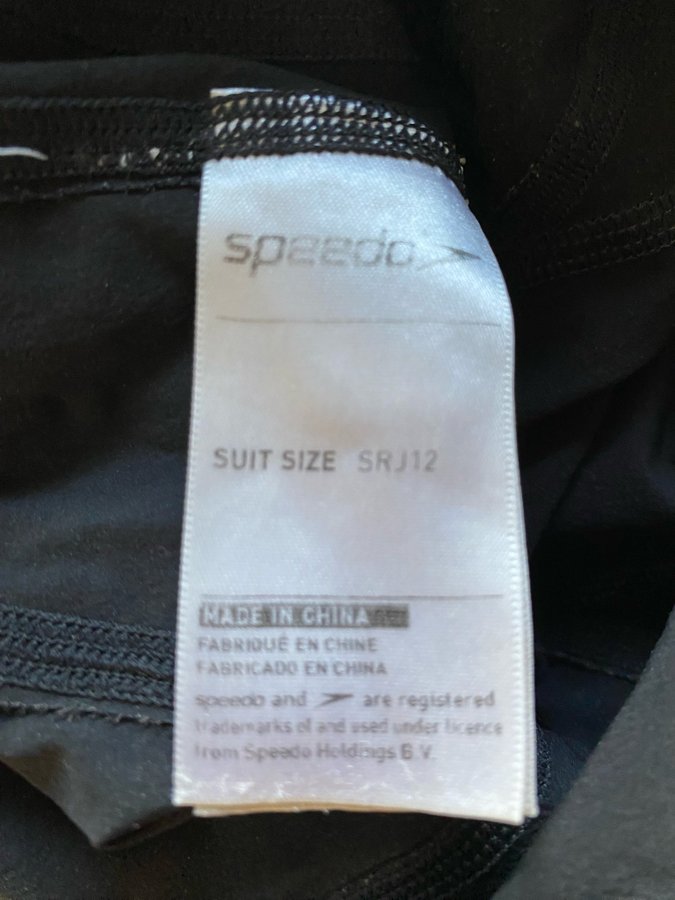 speedo
SUIT SIZE SRJ12
MADE IN CHINA
FABRIQUÉ EN CHINE
FABRICADO EN CHINA
speedo and are registered
trademarks of and used under licence
from Speedo Holdings B.V.